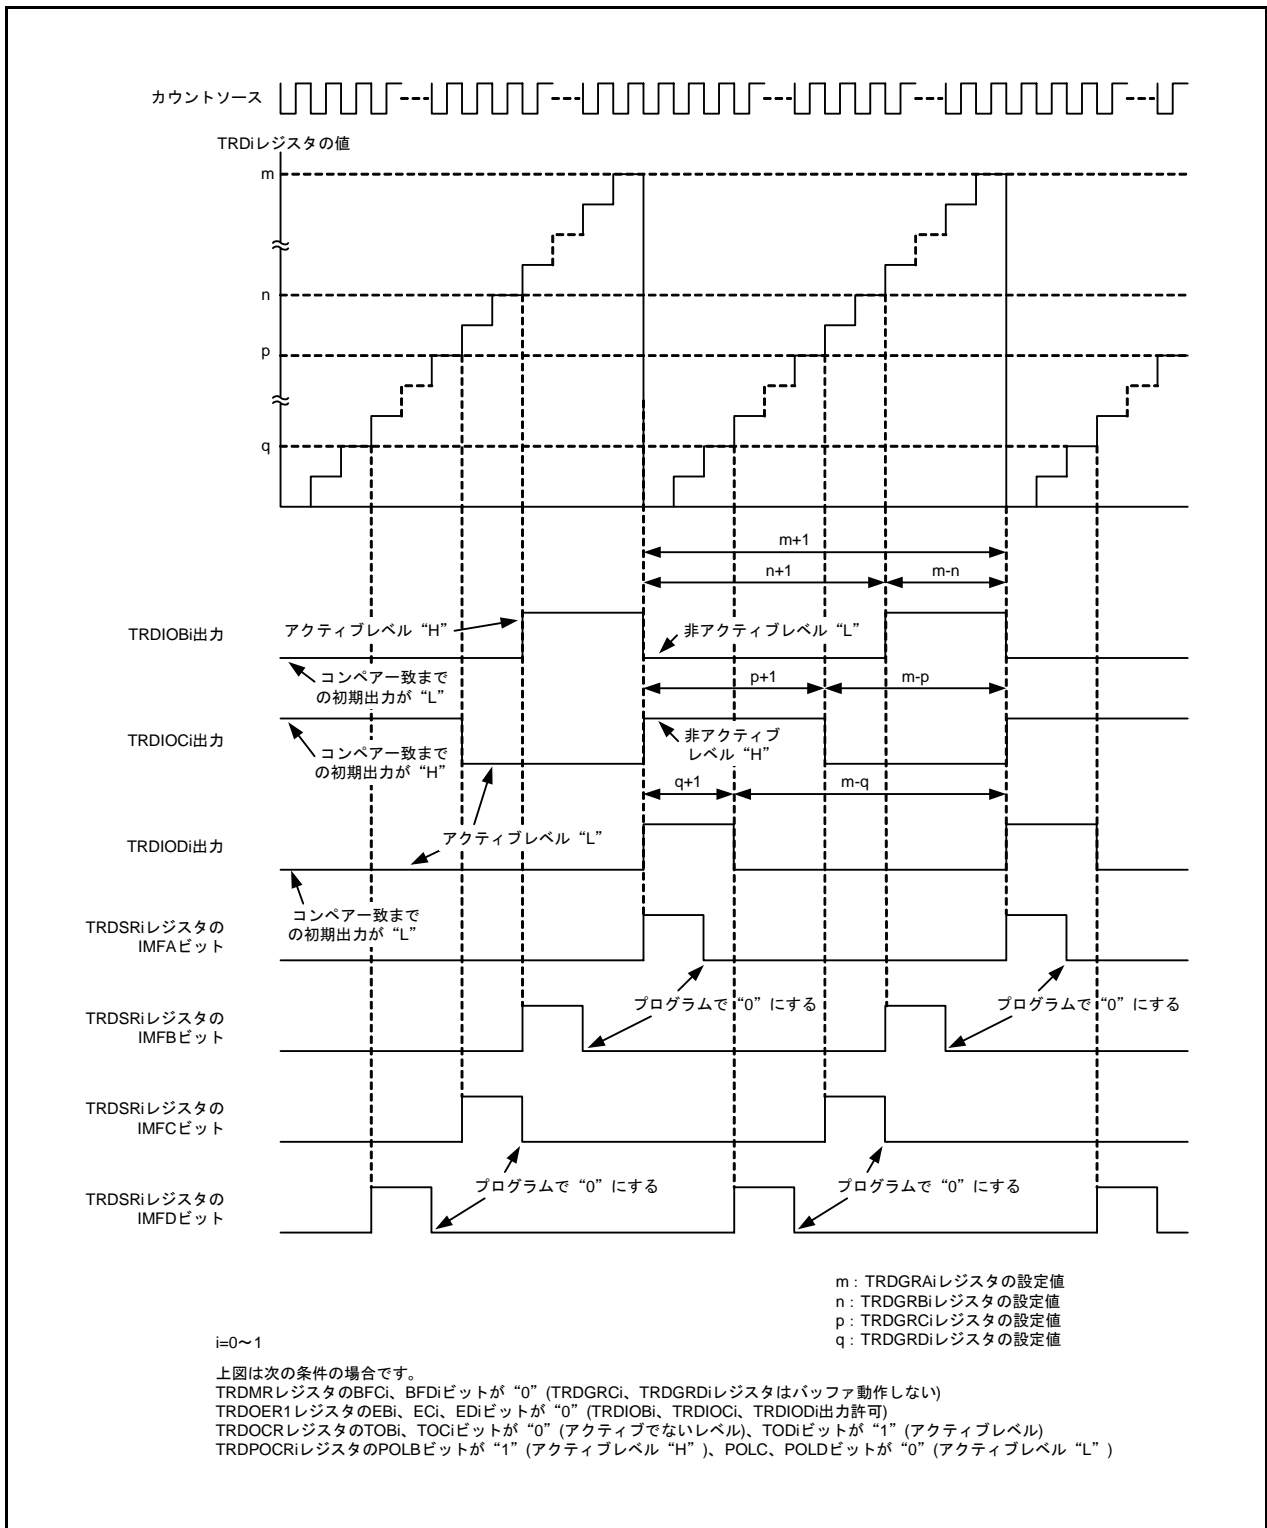 カウントソース
TRDiレジスタの値
m
n
p
q
m+1
n+1
m-n
TRDIOBi出力
アクティブレベル“H”
非アクティブレベル“L”
コンペア一致まで
の初期出力が“L”
p+1
m-p
TRDIOCi出力
コンペア一致まで
の初期出力が“H”
非アクティブ
レベル“H”
q+1
m-q
TRDIODi出力
アクティブレベル“L”
コンペア一致まで
の初期出力が“L”
TRDSRiレジスタの
IMFAビット
プログラムで“0”にする
プログラムで“0”にする
TRDSRiレジスタの
IMFBビット
TRDSRiレジスタの
IMFCビット
プログラムで“0”にする
プログラムで“0”にする
TRDSRiレジスタの
IMFDビット
m：TRDGRAiレジスタの設定値
n：TRDGRBiレジスタの設定値
p：TRDGRCiレジスタの設定値
q：TRDGRDiレジスタの設定値
i=0～1
上図は次の条件の場合です。
TRDMRレジスタのBFCi、BFDiビットが“0”(TRDGRCi、TRDGRDiレジスタはバッファ動作しない)
TRDOER1レジスタのEBi、ECi、EDiビットが“0”(TRDIOBi、TRDIOCi、TRDIODi出力許可)
TRDOCRレジスタのTOBi、TOCiビットが“0”(アクティブでないレベル)、TODiビットが“1”(アクティブレベル)
TRDPOCRiレジスタのPOLBビットが“1”(アクティブレベル“H”)、POLC、POLDビットが“0”(アクティブレベル“L”)